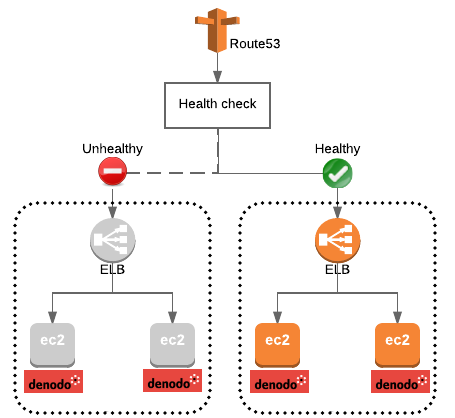 Route53
Health check
Unhealthy
Healthy
ELB
ELB
ec2
ec2
ec2
ec2
denodo
denodo
denodo
denodo